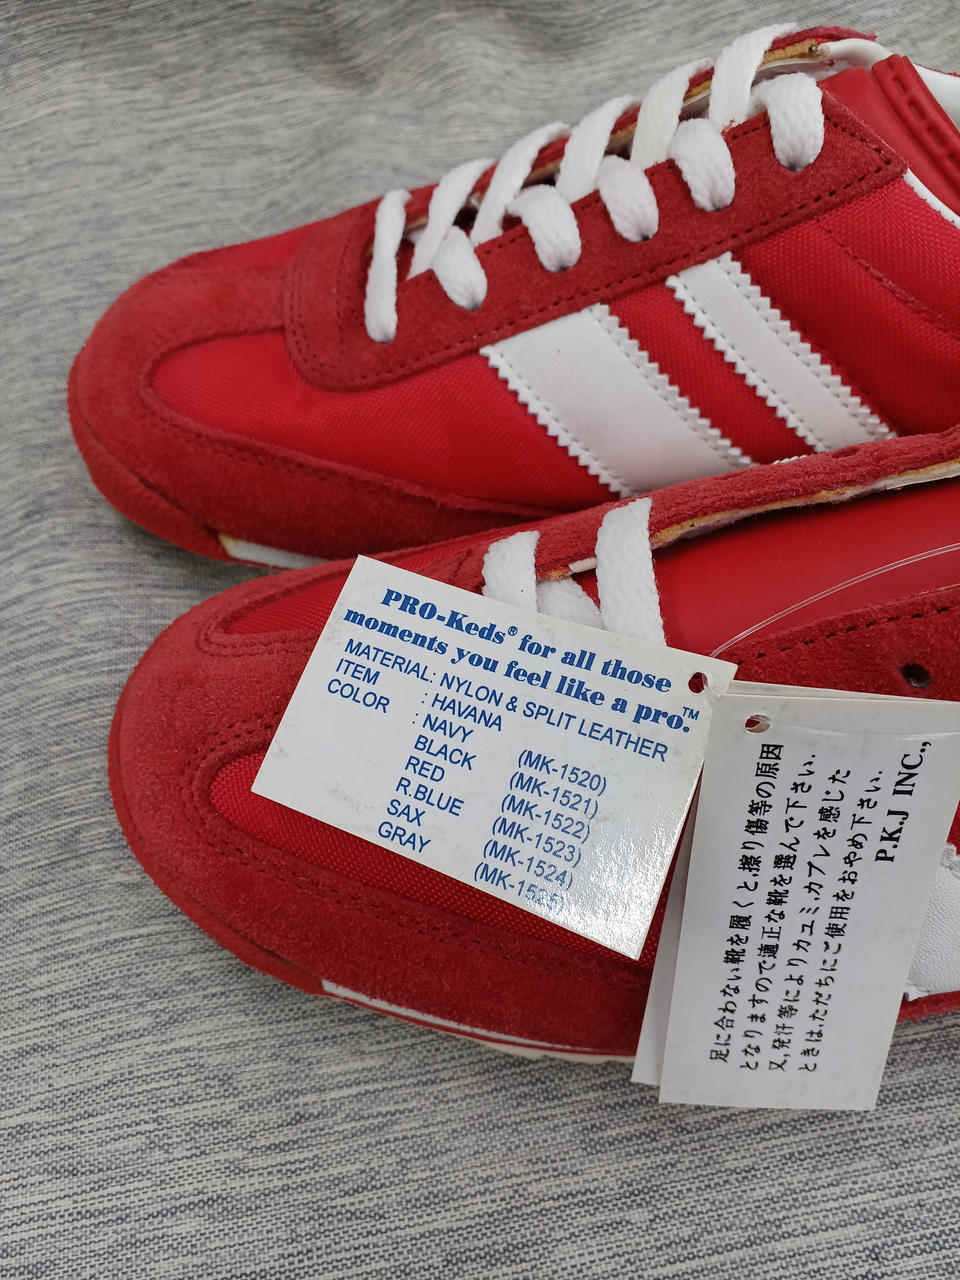 PRO-Keds® for all those
moments you feel like a pro.™
MATERIAL : NYLON & SPLIT LEATHER
ITEM : HAVANA
COLOR : NAVY (MK-1520)
BLACK (MK-1521)
RED (MK-1522)
R.BLUE (MK-1523)
SAX (MK-1524)
GRAY (MK-1525)
足に合わない靴を履くと,擦り傷等の原因
となりますので適正な靴を選んで下さい.
又,発汗等によりカユミ,カブレを感じた
ときは,ただちにご使用をおやめ下さい.
P.K.J INC.,